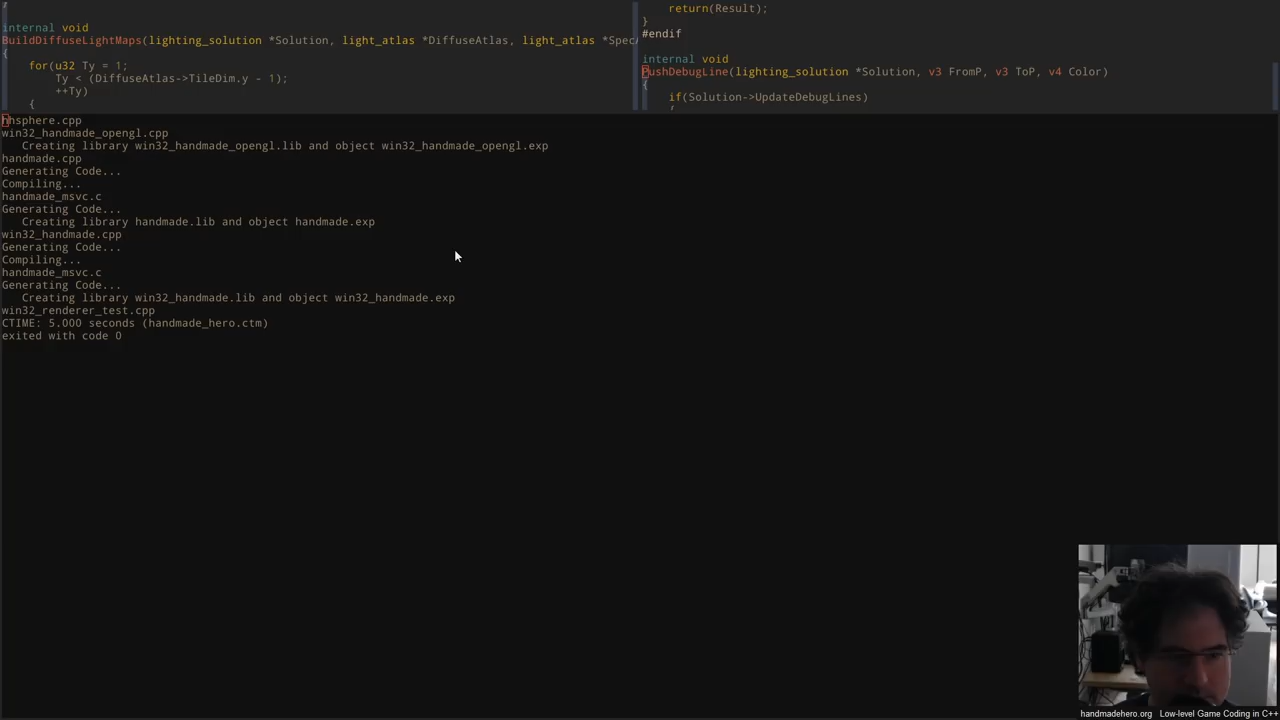 internal void
BuildDiffuseLightMaps(lighting_solution *Solution, light_atlas *DiffuseAtlas, light_atlas *Spec
{
for(u32 Ty = 1;
Ty < (DiffuseAtlas->TileDim.y - 1);
++Ty)
{
return(Result);
}
#endif
internal void
PushDebugLine(lighting_solution *Solution, v3 FromP, v3 ToP, v4 Color)
{
if(Solution->UpdateDebugLines)
hhsphere.cpp
win32_handmade_opengl.cpp
Creating library win32_handmade_opengl.lib and object win32_handmade_opengl.exp
handmade.cpp
Generating Code...
Compiling...
handmade_msvc.c
Generating Code...
Creating library handmade.lib and object handmade.exp
win32_handmade.cpp
Generating Code...
Compiling...
handmade_msvc.c
Generating Code...
Creating library win32_handmade.lib and object win32_handmade.exp
win32_renderer_test.cpp
CTIME: 5.000 seconds (handmade_hero.ctm)
exited with code 0
handmadehero.org Low-level Game Coding in C++